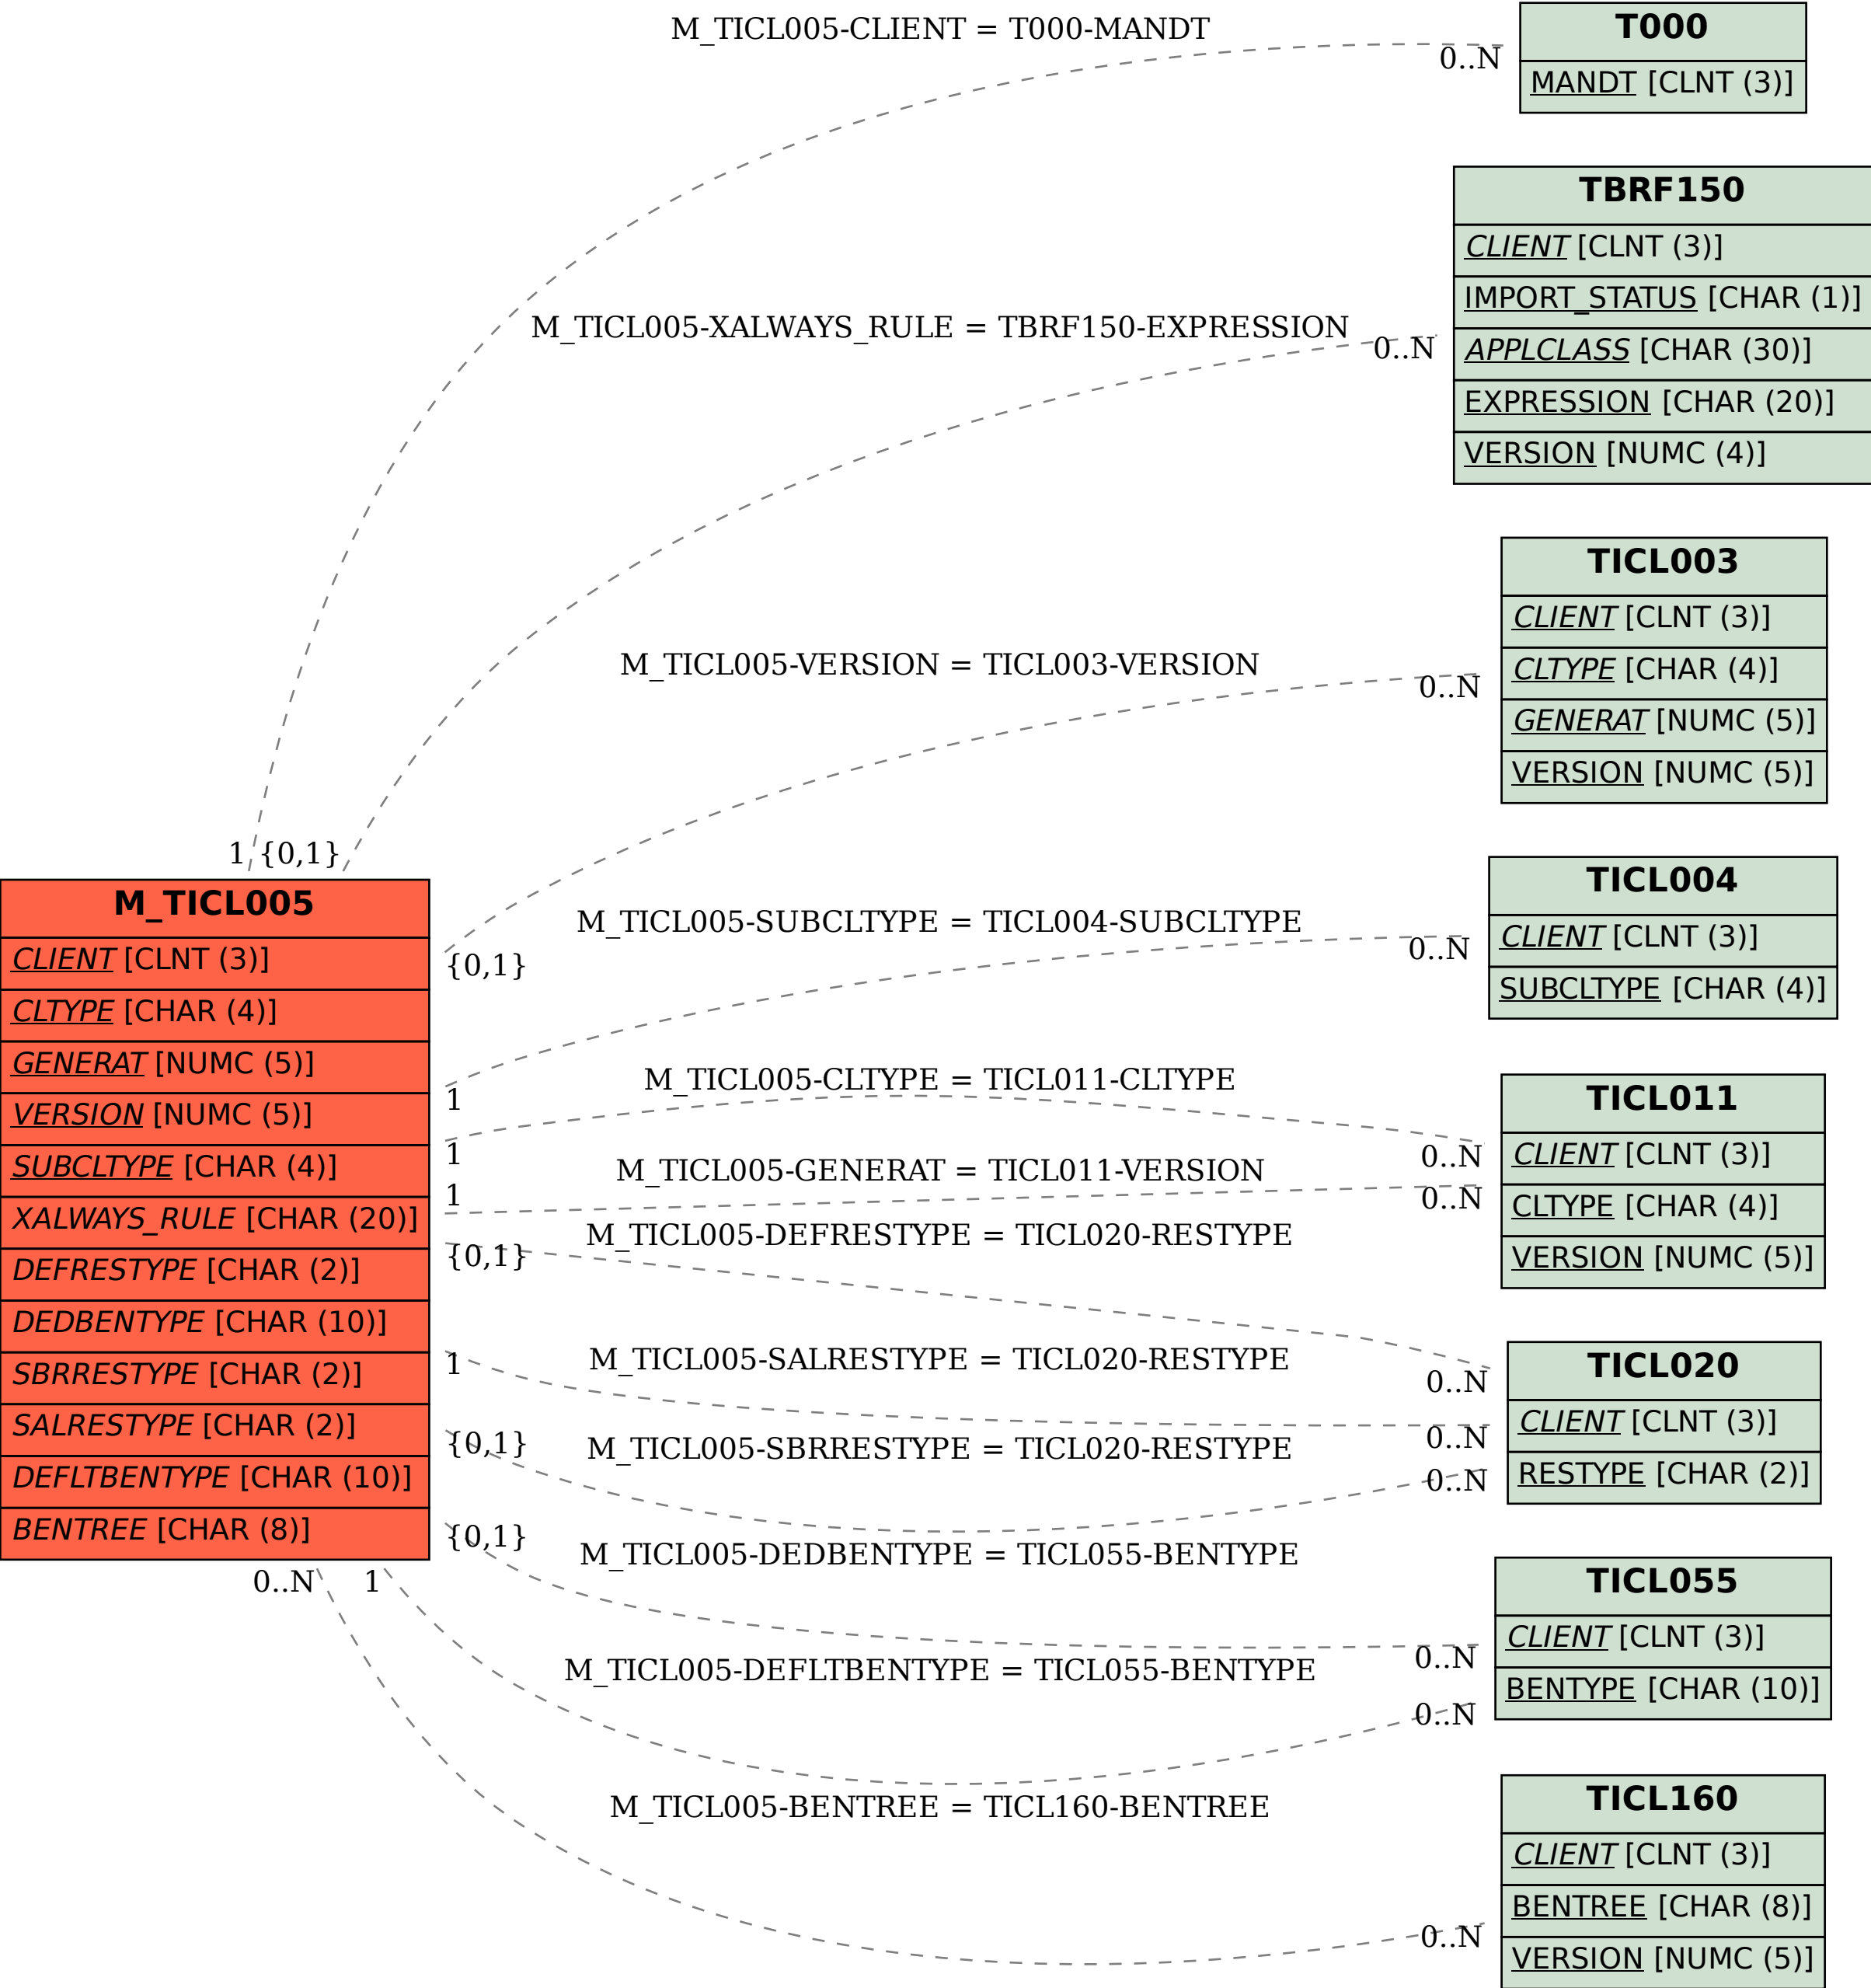 M_TICL005-CLIENT = T000-MANDT
0..N
T000
MANDT [CLNT (3)]
TBRF150
CLIENT [CLNT (3)]
IMPORT_STATUS [CHAR (1)]
APPLCLASS [CHAR (30)]
EXPRESSION [CHAR (20)]
VERSION [NUMC (4)]
M_TICL005-XALWAYS_RULE = TBRF150-EXPRESSION
0..N
TICL003
CLIENT [CLNT (3)]
CLTYPE [CHAR (4)]
GENERAT [NUMC (5)]
VERSION [NUMC (5)]
M_TICL005-VERSION = TICL003-VERSION
0..N
1 {0,1}
M_TICL005
CLIENT [CLNT (3)]
CLTYPE [CHAR (4)]
GENERAT [NUMC (5)]
VERSION [NUMC (5)]
SUBCLTYPE [CHAR (4)]
XALWAYS_RULE [CHAR (20)]
DEFRESTYPE [CHAR (2)]
DEDBENTYPE [CHAR (10)]
SBRRESTYPE [CHAR (2)]
SALRESTYPE [CHAR (2)]
DEFLTBENTYPE [CHAR (10)]
BENTREE [CHAR (8)]
0..N 1
{0,1}
M_TICL005-SUBCLTYPE = TICL004-SUBCLTYPE
0..N
1
TICL004
CLIENT [CLNT (3)]
SUBCLTYPE [CHAR (4)]
M_TICL005-CLTYPE = TICL011-CLTYPE
1
0..N
M_TICL005-GENERAT = TICL011-VERSION
1
0..N
TICL011
CLIENT [CLNT (3)]
CLTYPE [CHAR (4)]
VERSION [NUMC (5)]
M_TICL005-DEFRESTYPE = TICL020-RESTYPE
{0,1}
0..N
M_TICL005-SALRESTYPE = TICL020-RESTYPE
1
0..N
M_TICL005-SBRRESTYPE = TICL020-RESTYPE
{0,1}
0..N
TICL020
CLIENT [CLNT (3)]
RESTYPE [CHAR (2)]
M_TICL005-DEDBENTYPE = TICL055-BENTYPE
{0,1}
0..N
M_TICL005-DEFLTBENTYPE = TICL055-BENTYPE
0..N
TICL055
CLIENT [CLNT (3)]
BENTYPE [CHAR (10)]
M_TICL005-BENTREE = TICL160-BENTREE
0..N
TICL160
CLIENT [CLNT (3)]
BENTREE [CHAR (8)]
VERSION [NUMC (5)]